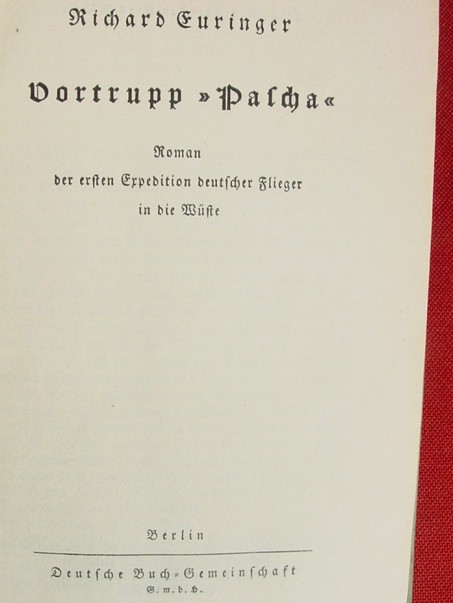 Richard Euringer
Vortrupp »Pascha«
Roman
der ersten Expedition deutscher Flieger
in die Wüste
Berlin
Deutsche Buch-Gemeinschaft
G. m. b. H.